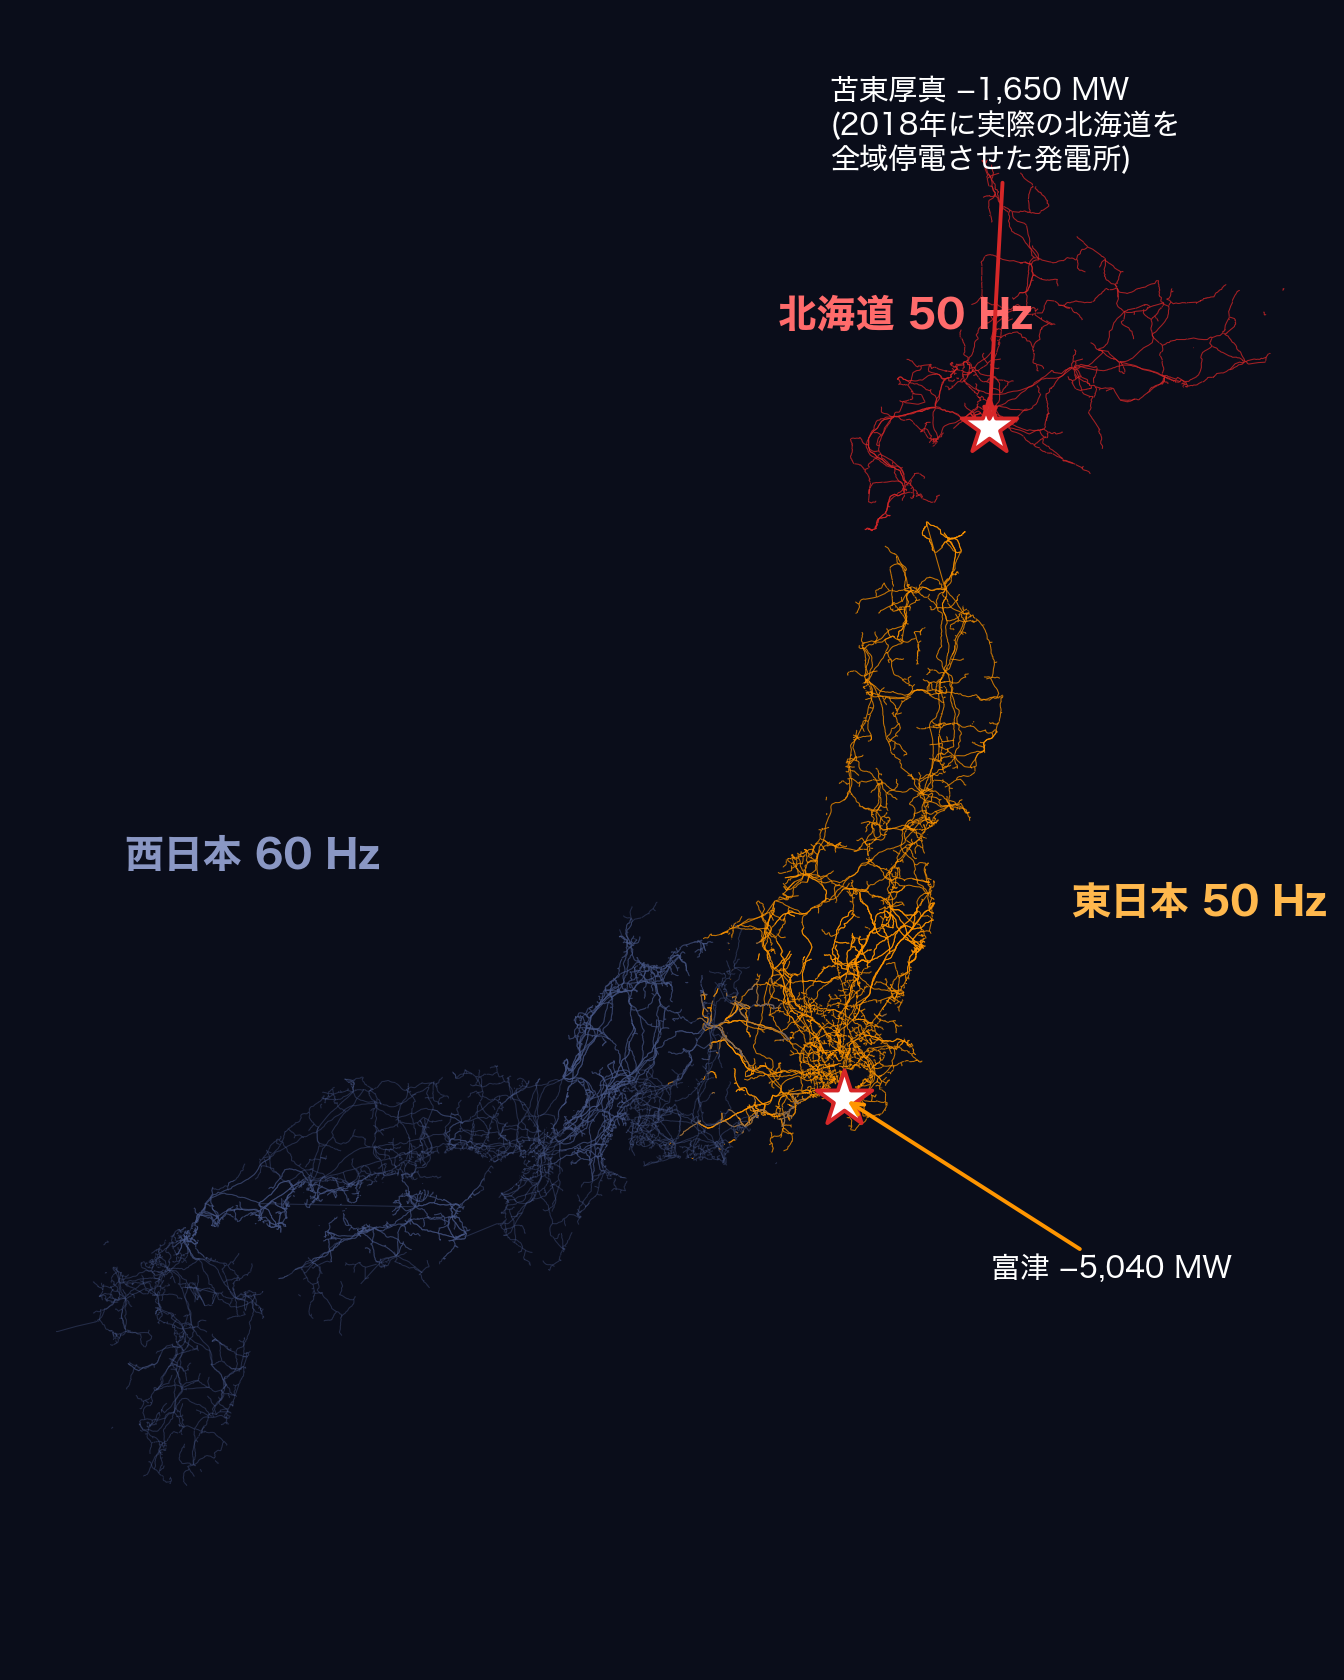 苫東厚真 −1,650 MW
(2018年に実際の北海道を
全域停電させた発電所)
北海道 50 Hz
西日本 60 Hz
東日本 50 Hz
富津 −5,040 MW